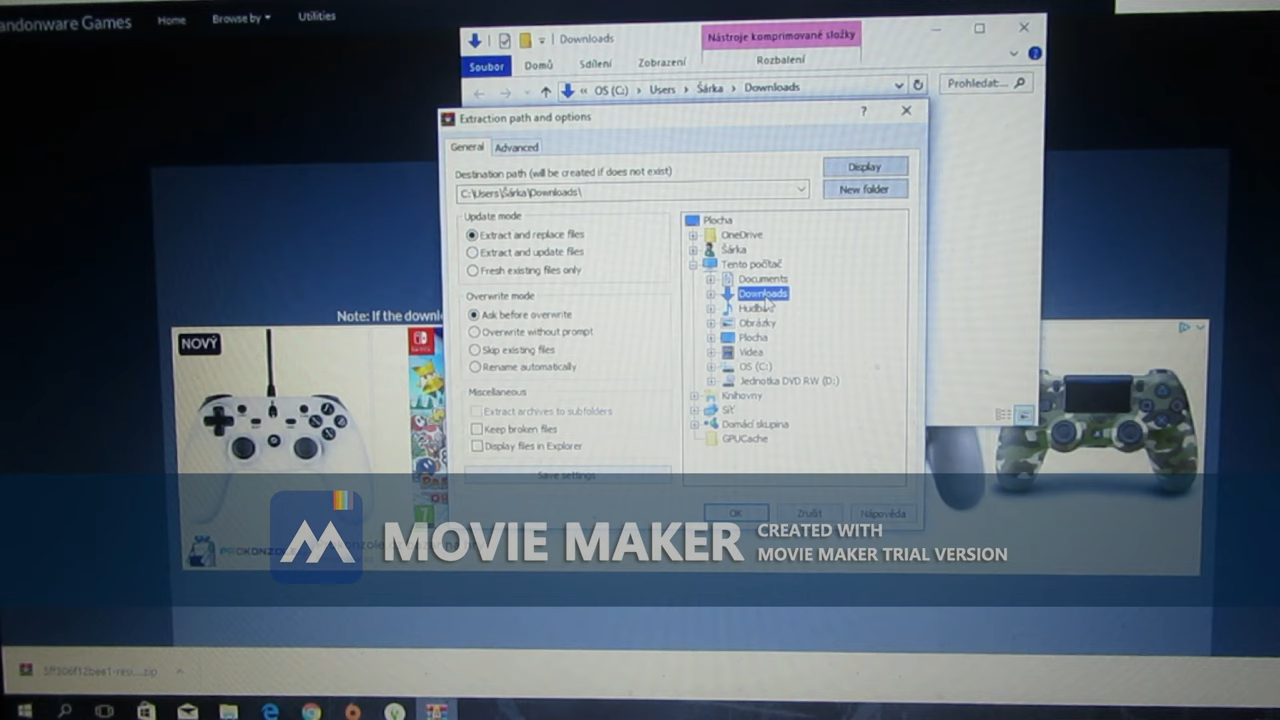 andonware Games
Home
Browse by
Utilities
Downloads
Nástroje komprimované složky
Soubor
Domů
Sdílení
Zobrazení
Rozbalení
« OS (C:) › Users › Šárka › Downloads
Prohledat:...
Extraction path and options
?
General
Advanced
Destination path (will be created if does not exist)
Display
C:\Users\Šárka\Downloads\
New folder
Update mode
Extract and replace files
Extract and update files
Fresh existing files only
Overwrite mode
Ask before overwrite
Overwrite without prompt
Skip existing files
Rename automatically
Miscellaneous
Extract archives to subfolders
Keep broken files
Display files in Explorer
Save settings
Plocha
OneDrive
Šárka
Tento počítač
Documents
Downloads
Hudba
Obrázky
Plocha
Videa
OS (C:)
Jednotka DVD RW (D:)
Knihovny
Síť
Domácí skupina
GPUCache
OK
Zrušit
Nápověda
Note: If the downl
NOVÝ
MOVIE MAKER
CREATED WITH
MOVIE MAKER TRIAL VERSION
5ff306f12bee1-resi....zip